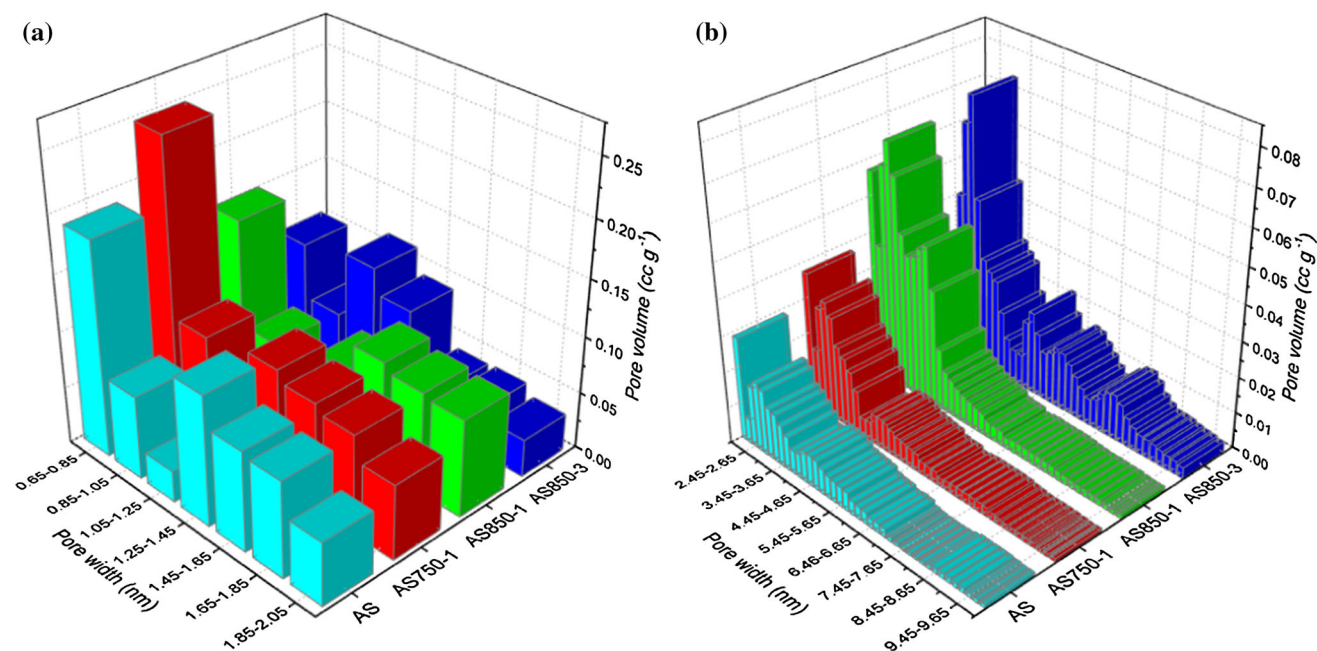 (a)
0.25
0.20
0.15
0.10
0.05
0.00
Pore volume (cc g-1)
0.65-0.85
0.85-1.05
1.05-1.25
1.25-1.45
1.45-1.65
1.65-1.85
1.85-2.05
Pore width (nm)
AS
AS750-1
AS850-1
AS850-3
(b)
0.08
0.07
0.06
0.05
0.04
0.03
0.02
0.01
0.00
Pore volume (cc g-1)
2.45-2.65
3.45-3.65
4.45-4.65
5.45-5.65
6.46-6.65
7.45-7.65
8.45-8.65
9.45-9.65
Pore width (nm)
AS
AS750-1
AS850-1
AS850-3